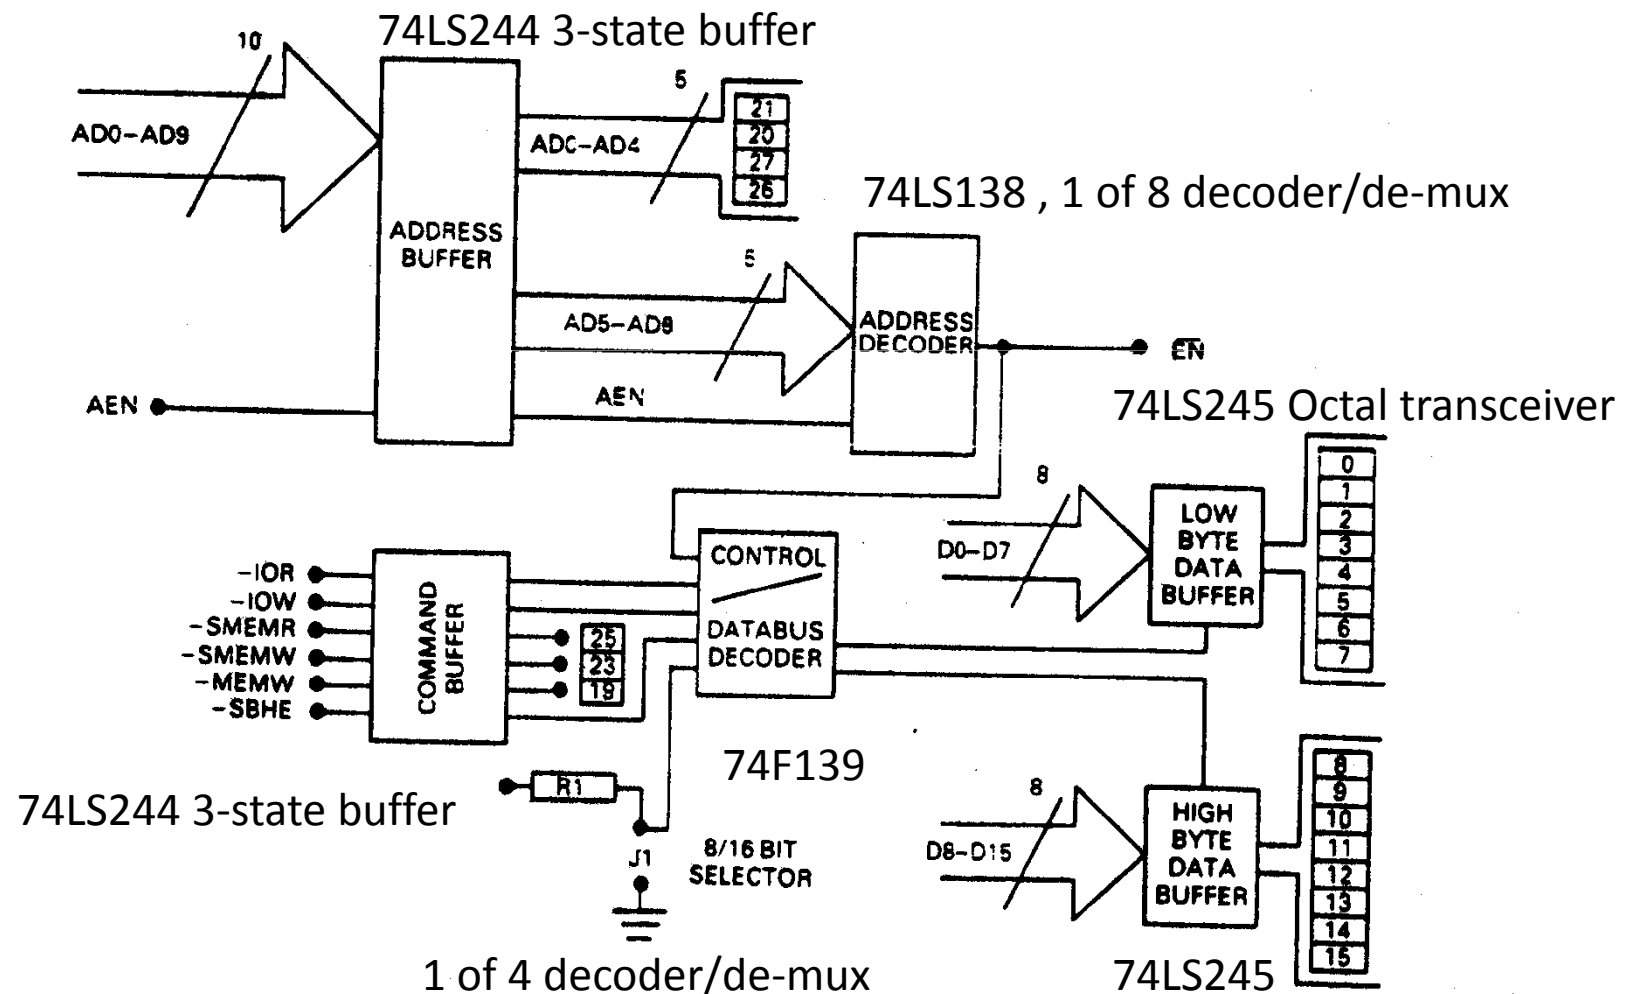 74LS244 3-state buffer
10
5
AD0-AD9
AD0-AD4
21
20
27
26
74LS138 , 1 of 8 decoder/de-mux
ADDRESS
BUFFER
5
AD5-AD8
ADDRESS
DECODER
EN
AEN
AEN
74LS245 Octal transceiver
8
D0-D7
LOW
BYTE
DATA
BUFFER
0
1
2
3
4
5
6
7
-IOR
-IOW
-SMEMR
-SMEMW
-MEMW
-SBHE
COMMAND
BUFFER
25
23
19
CONTROL
DATABUS
DECODER
74F139
74LS244 3-state buffer
R1
J1
8/16 BIT
SELECTOR
8
D8-D15
HIGH
BYTE
DATA
BUFFER
8
9
10
11
12
13
14
15
1 of 4 decoder/de-mux
74LS245